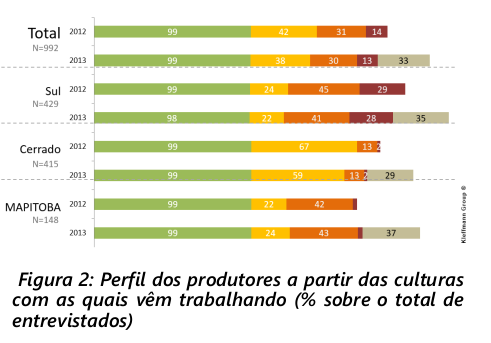 Total
N=992
2012
99 42 31 14
2013
99 38 30 13 33
Sul
N=429
2012
99 24 45 29
2013
98 22 41 28 35
Cerrado
N=415
2012
99 67 13 2
2013
99 59 13 2 29
MAPITOBA
N=148
2012
99 22 42
2013
99 24 43 37
Kleffmann Group ®
Figura 2: Perfil dos produtores a partir das culturas
com as quais vêm trabalhando (% sobre o total de
entrevistados)